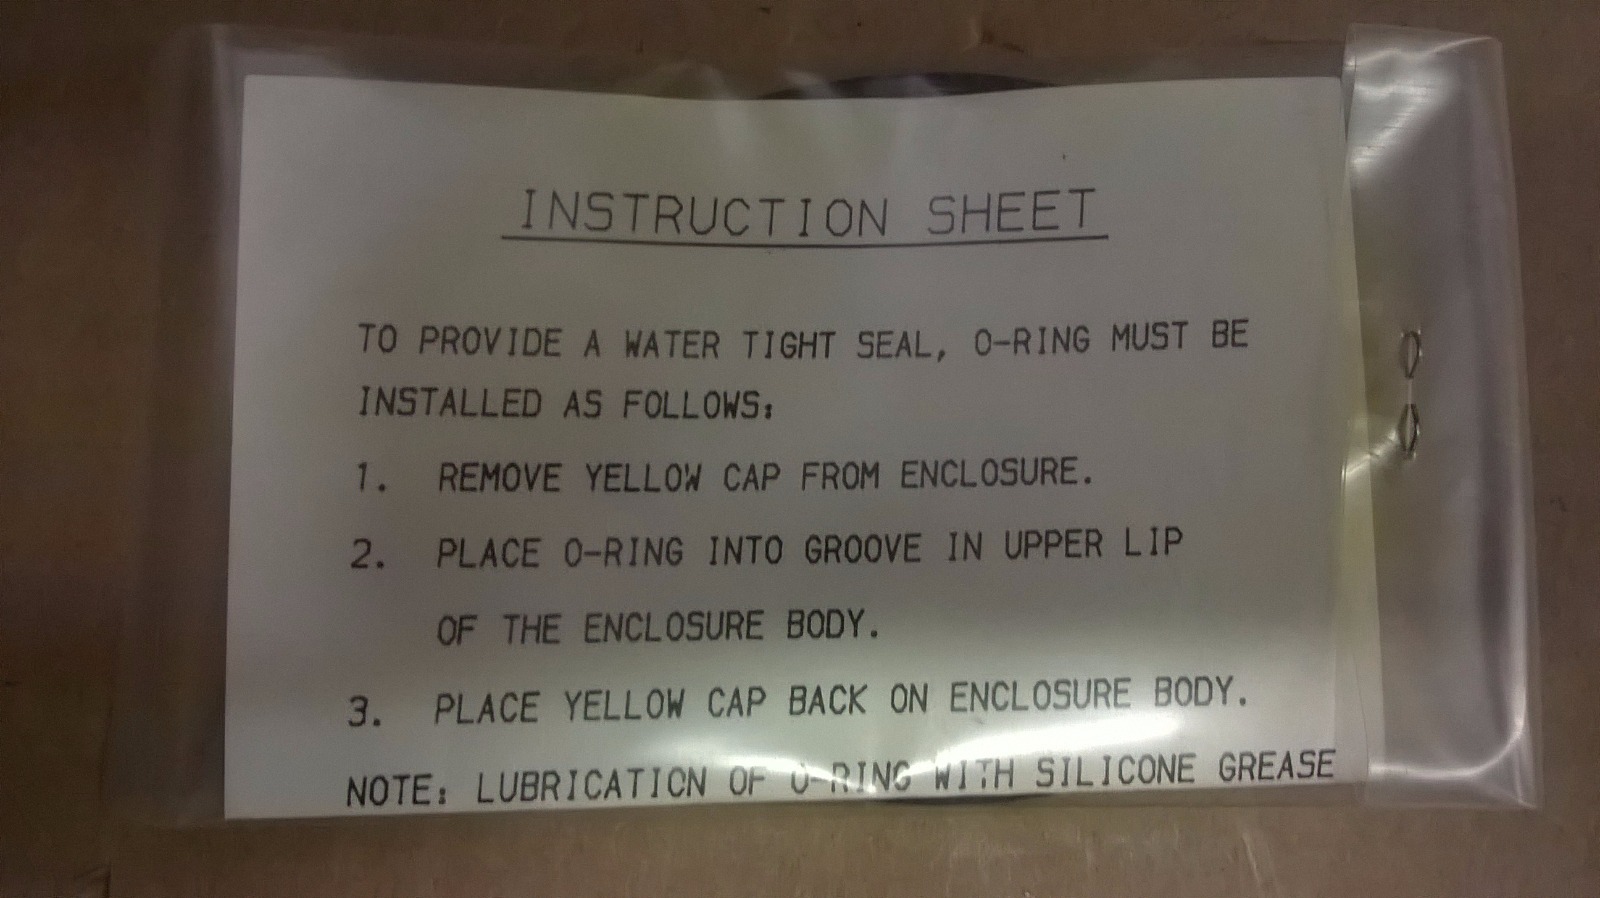 INSTRUCTION SHEET
TO PROVIDE A WATER TIGHT SEAL, O-RING MUST BE
INSTALLED AS FOLLOWS:
1. REMOVE YELLOW CAP FROM ENCLOSURE.
2. PLACE O-RING INTO GROOVE IN UPPER LIP
OF THE ENCLOSURE BODY.
3. PLACE YELLOW CAP BACK ON ENCLOSURE BODY.
NOTE: LUBRICATION OF O-RING WITH SILICONE GREASE